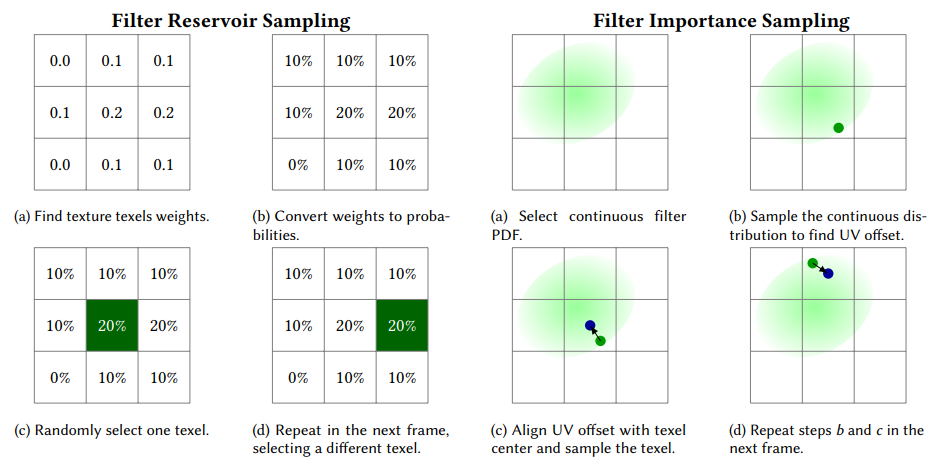 Filter Reservoir Sampling
0.0 0.1 0.1
0.1 0.2 0.2
0.0 0.1 0.1
(a) Find texture texels weights.
10% 10% 10%
10% 20% 20%
0% 10% 10%
(b) Convert weights to proba-
bilities.
10% 10% 10%
10% 20% 20%
0% 10% 10%
(c) Randomly select one texel.
10% 10% 10%
10% 20% 20%
0% 10% 10%
(d) Repeat in the next frame,
selecting a different texel.
Filter Importance Sampling
(a) Select continuous filter
PDF.
(b) Sample the continuous dis-
tribution to find UV offset.
(c) Align UV offset with texel
center and sample the texel.
(d) Repeat steps b and c in the
next frame.